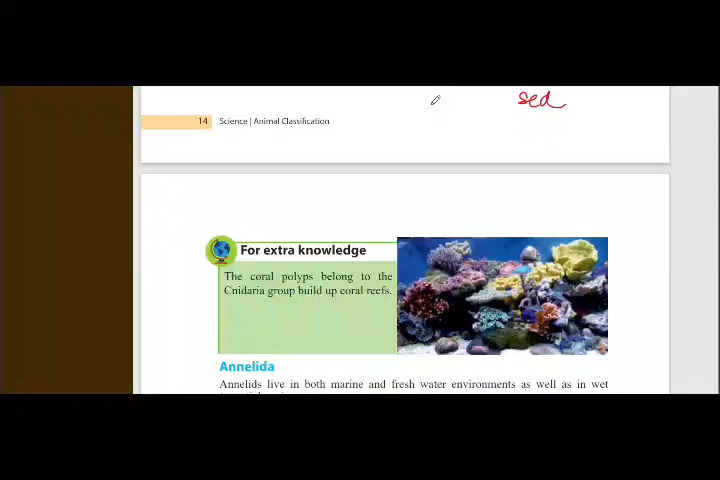 sed
14 Science | Animal Classification
For extra knowledge
The coral polyps belong to the
Cnidaria group build up coral reefs.
Annelida
Annelids live in both marine and fresh water environments as well as in wet